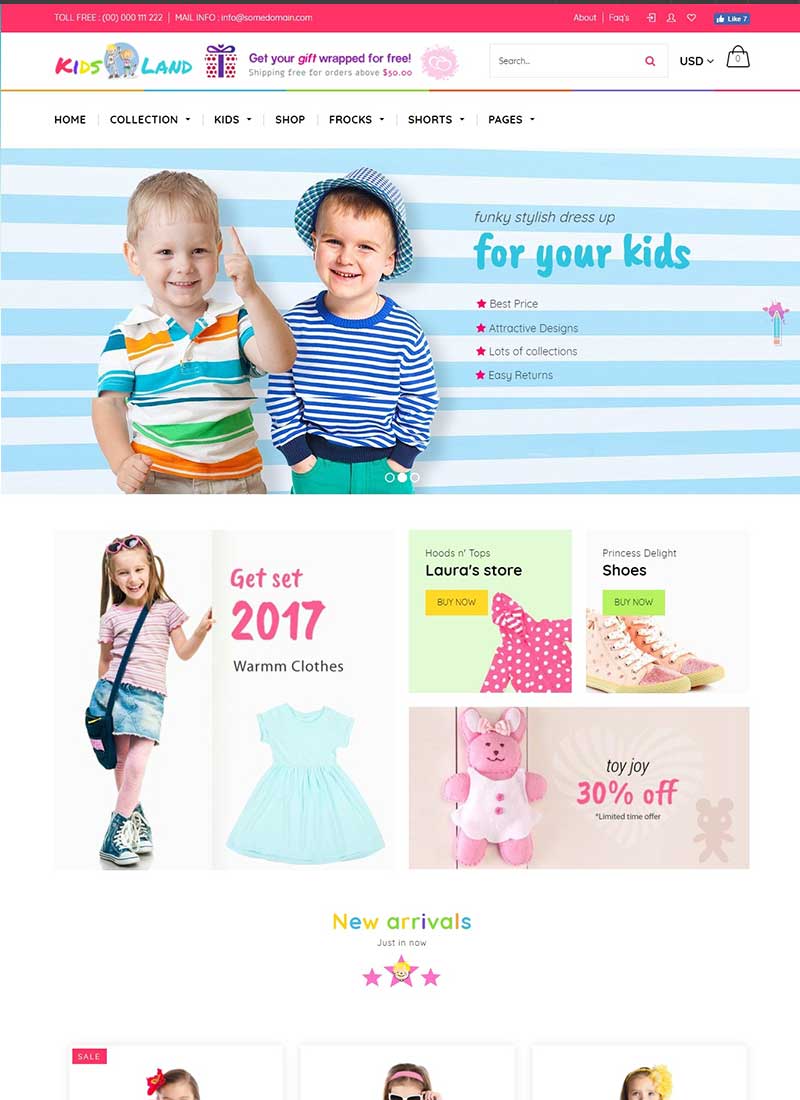 TOLL FREE : (00) 000 111 222 | MAIL INFO : info@somedomain.com
About | Faq's
Like 7
KiDS LAND
Get your gift wrapped for free!
Shipping free for orders above $50.00
Search...
USD
0
HOME
COLLECTION
KIDS
SHOP
FROCKS
SHORTS
PAGES
funky stylish dress up
for your kids
Best Price
Attractive Designs
Lots of collections
Easy Returns
Get set
2017
Warmm Clothes
Hoods n' Tops
Laura's store
BUY NOW
Princess Delight
Shoes
BUY NOW
toy joy
30% off
*Limited time offer
New arrivals
Just in now
SALE